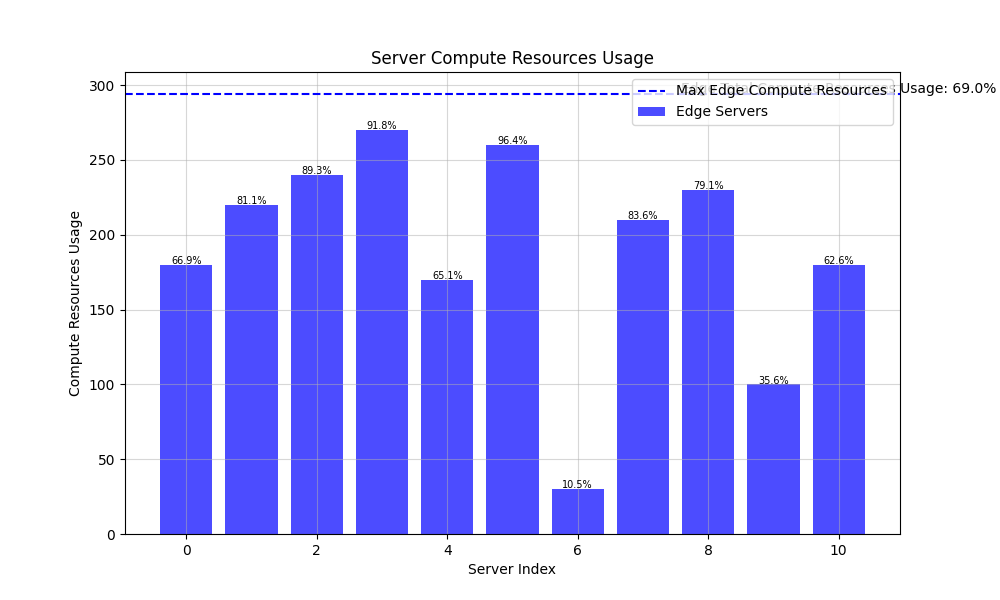 Server Compute Resources Usage
300
250
200
150
100
50
0
Compute Resources Usage
Max Edge Compute Resources
Usage: 69.0%
Edge Servers
66.9%
81.1%
89.3%
91.8%
65.1%
96.4%
10.5%
83.6%
79.1%
35.6%
62.6%
0 2 4 6 8 10
Server Index